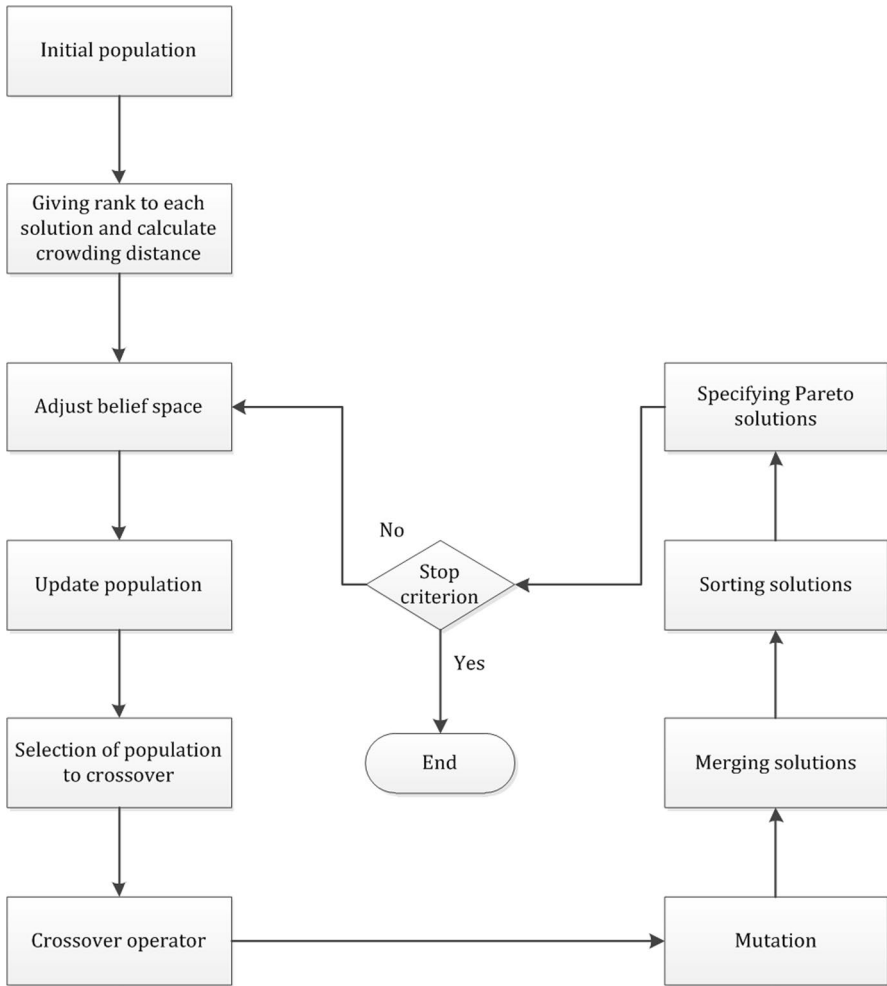 Initial population
Giving rank to each
solution and calculate
crowding distance
Adjust belief space
Update population
Selection of population
to crossover
Crossover operator
Mutation
Merging solutions
Sorting solutions
Specifying Pareto
solutions
Stop
criterion
No
Yes
End